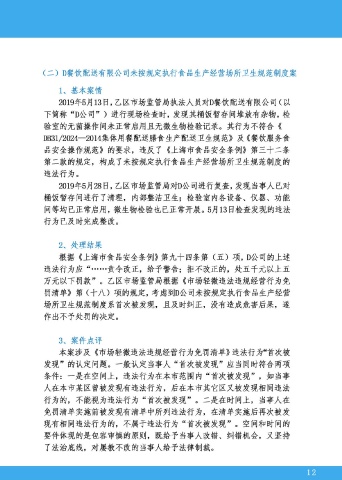 （二）D餐饮配送有限公司未按规定执行食品生产经营场所卫生规范制度案
1、基本案情
2019年5月13日，乙区市场监管局执法人员对D餐饮配送有限公司（以
下简称“D公司”）进行现场检查时，发现其桶饭暂存间堆放有杂物。检
验室的无菌操作间未正常启用且无微生物检验记录。其行为不符合《
DB31/2024—2014集体用餐配送膳食生产配送卫生规范》及《餐饮服务食
品安全操作规范》的要求，违反了《上海市食品安全条例》第三十二条
第二款的规定，构成了未按规定执行食品生产经营场所卫生规范制度的
违法行为。
2019年5月28日，乙区市场监管局对D公司进行复查，发现当事人已对
桶饭暂存间进行了清理，内部整洁卫生；检验室内各设备、仪器、功能
间等均已正常启用，微生物检验也已正常开展。5月13日检查发现的违法
行为已及时完成整改。
2、处理结果
根据《上海市食品安全条例》第九十四条第（五）项，D公司的上述
违法行为应“……责令改正，给予警告；拒不改正的，处五千元以上五
万元以下罚款”。乙区市场监管局根据《市场轻微违法违规经营行为免
罚清单》第（十八）项的规定，考虑到D公司未按规定执行食品生产经营
场所卫生规范制度系首次被发现，且及时纠正，没有造成危害后果，遂
作出不予处罚的决定。
3、案件点评
本案涉及《市场轻微违法违规经营行为免罚清单》违法行为“首次被
发现”的认定问题。一般认定当事人“首次被发现”应当同时符合两项
条件：一是在空间上，违法行为在本市范围内“首次被发现”。如当事
人在本市某区曾被发现有违法行为，后在本市其它区又被发现相同违法
行为的，不能视为违法行为“首次被发现”。二是在时间上，当事人在
免罚清单实施前被发现有清单中所列违法行为，在清单实施后再次被发
现有相同违法行为的，不属于违法行为“首次被发现”。空间和时间的
要件体现的是包容审慎的原则，既给予当事人改错、纠错机会，又坚持
了法治底线，对屡教不改的当事人给予法律制裁。
12